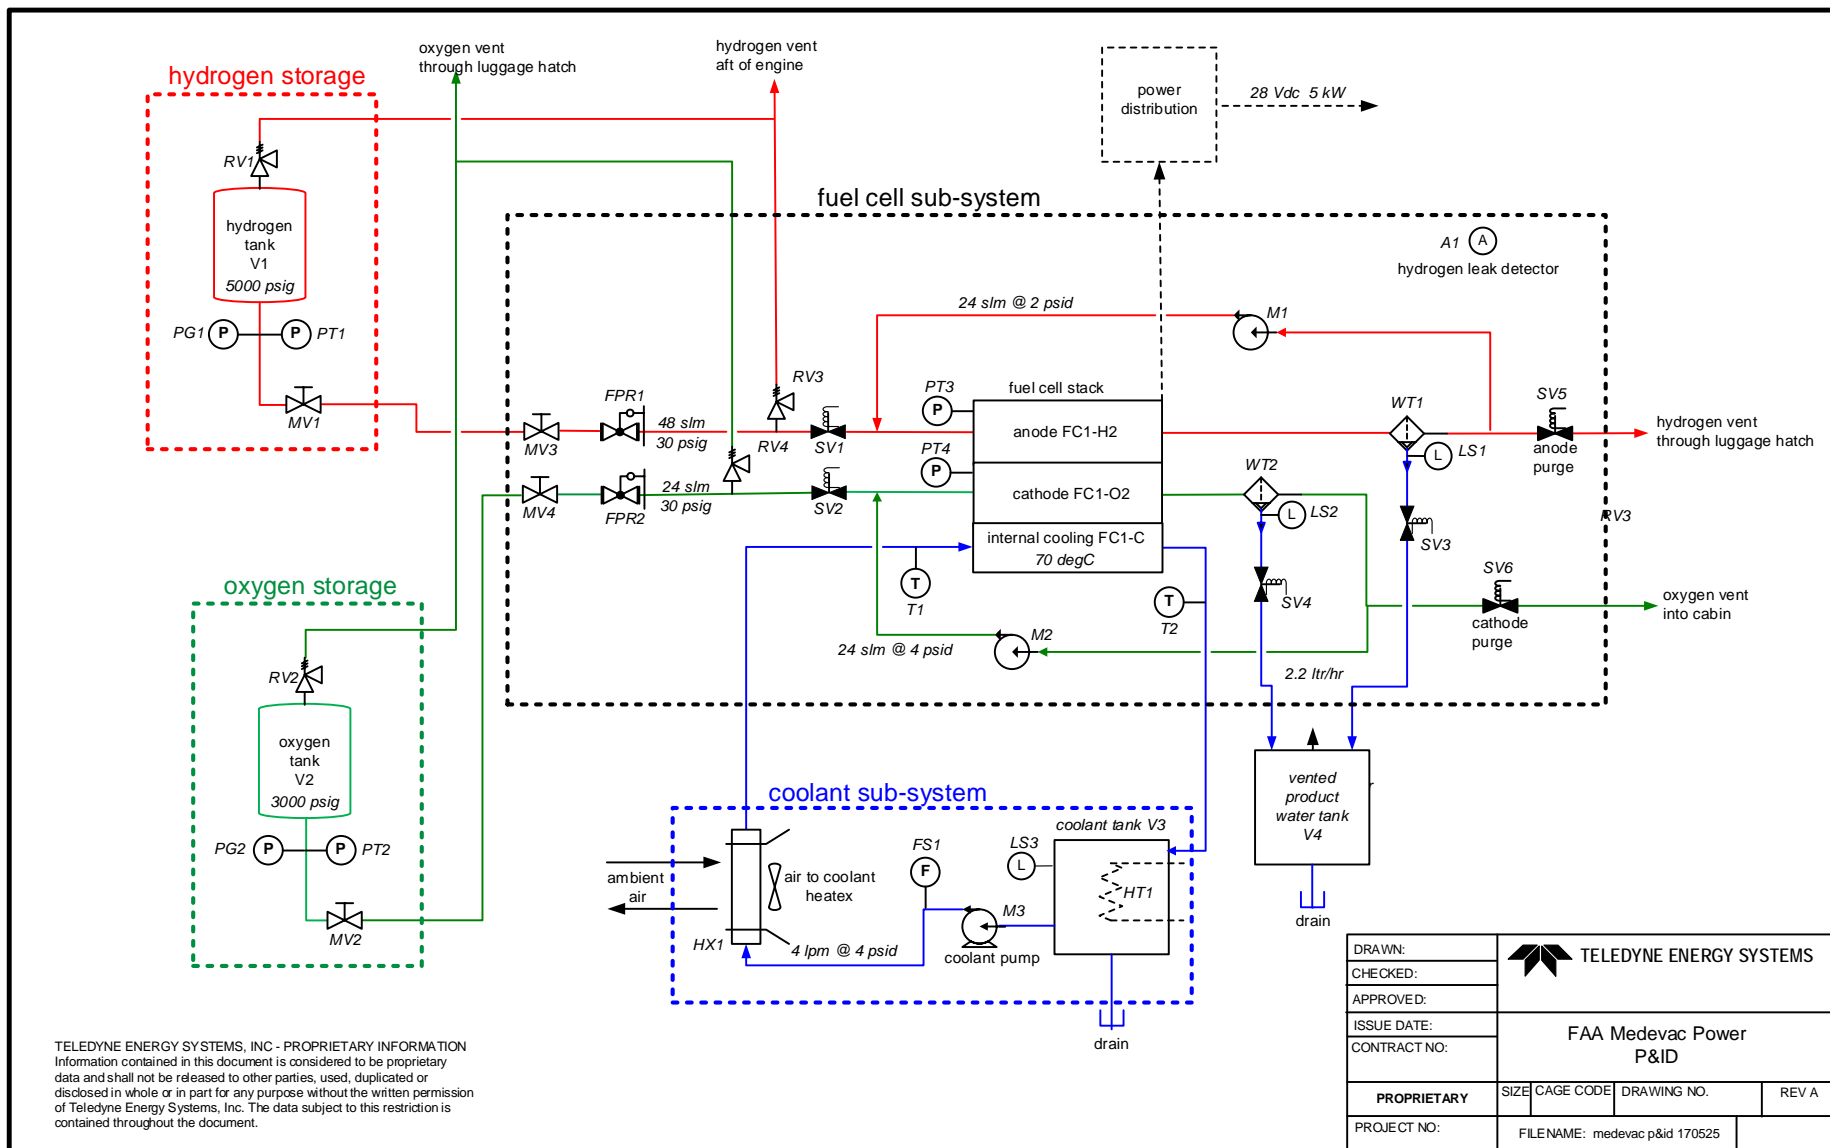 oxygen vent
through luggage hatch
hydrogen vent
aft of engine
hydrogen storage
power
distribution
28 Vdc 5 kW
RV1
fuel cell sub-system
hydrogen
tank
V1
5000 psig
A1
A
hydrogen leak detector
PG1
P
P
PT1
24 slm @ 2 psid
M1
MV1
RV3
PT3
P
fuel cell stack
FPR1
48 slm
30 psig
MV3
RV4
SV1
anode FC1-H2
WT1
SV5
anode
purge
hydrogen vent
through luggage hatch
L
LS1
PT4
P
24 slm
30 psig
MV4
FPR2
SV2
cathode FC1-O2
WT2
L
LS2
RV3
SV3
internal cooling FC1-C
70 degC
T
T1
T
T2
SV4
SV6
cathode
purge
oxygen vent
into cabin
oxygen storage
M2
24 slm @ 4 psid
2.2 ltr/hr
RV2
oxygen
tank
V2
3000 psig
PG2
P
P
PT2
MV2
coolant sub-system
vented
product
water tank
V4
r
drain
coolant tank V3
FS1
F
LS3
L
HT1
ambient
air
air to coolant
heatex
HX1
4 lpm @ 4 psid
M3
coolant pump
drain
TELEDYNE ENERGY SYSTEMS, INC - PROPRIETARY INFORMATION
Information contained in this document is considered to be proprietary
data and shall not be released to other parties, used, duplicated or
disclosed in whole or in part for any purpose without the written permission
of Teledyne Energy Systems, Inc. The data subject to this restriction is
contained throughout the document.
DRAWN:
CHECKED:
APPROVED:
ISSUE DATE:
CONTRACT NO:
PROPRIETARY
PROJECT NO:
TELEDYNE ENERGY SYSTEMS
FAA Medevac Power
P&ID
SIZE
CAGE CODE
DRAWING NO.
REV A
FILENAME: medevac p&id 170525